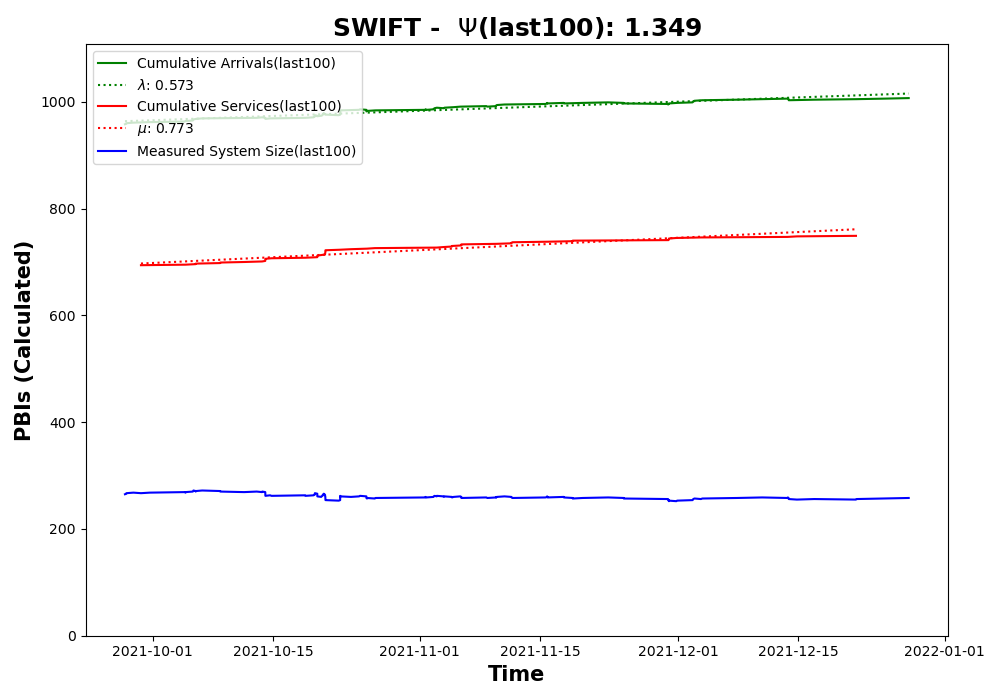 SWIFT - Ψ(last100): 1.349
Cumulative Arrivals(last100)
λ: 0.573
Cumulative Services(last100)
μ: 0.773
Measured System Size(last100)
PBIs (Calculated)
1000
800
600
400
200
0
2021-10-01 2021-10-15 2021-11-01 2021-11-15 2021-12-01 2021-12-15 2022-01-01
Time